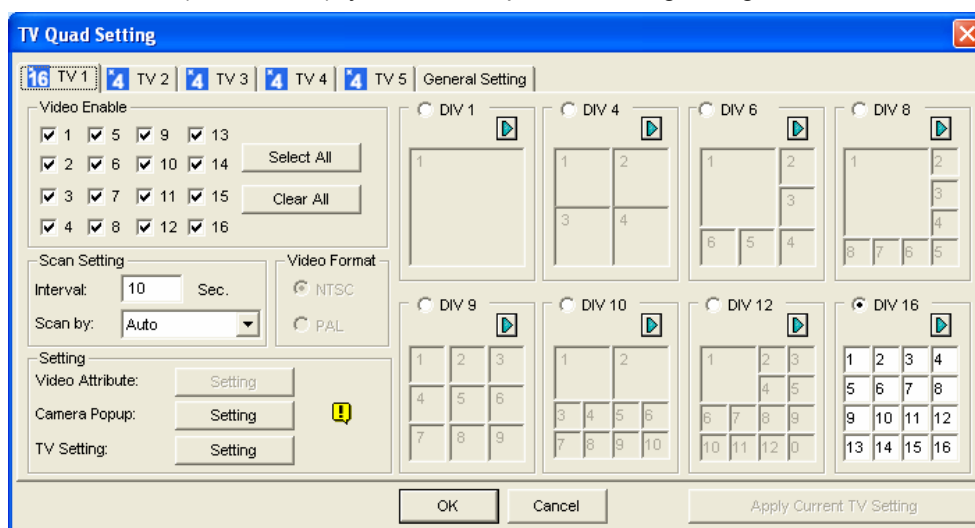 TV Quad Setting
16 TV 1 4 TV 2 4 TV 3 4 TV 4 4 TV 5 General Setting
Video Enable
1 5 9 13
2 6 10 14
3 7 11 15
4 8 12 16
Select All
Clear All
Scan Setting
Interval: 10 Sec.
Scan by: Auto
Video Format
NTSC
PAL
Setting
Video Attribute: Setting
Camera Popup: Setting
TV Setting: Setting
DIV 1
1
DIV 4
1 2
3 4
DIV 6
1 2
3
6 5 4
DIV 8
1 2
3
4
8 7 6 5
DIV 9
1 2 3
4 5 6
7 8 9
DIV 10
1 2
3 4 5 6
7 8 9 10
DIV 12
1 2 3
4 5
6 7 8 9
10 11 12 0
DIV 16
1 2 3 4
5 6 7 8
9 10 11 12
13 14 15 16
OK Cancel Apply Current TV Setting